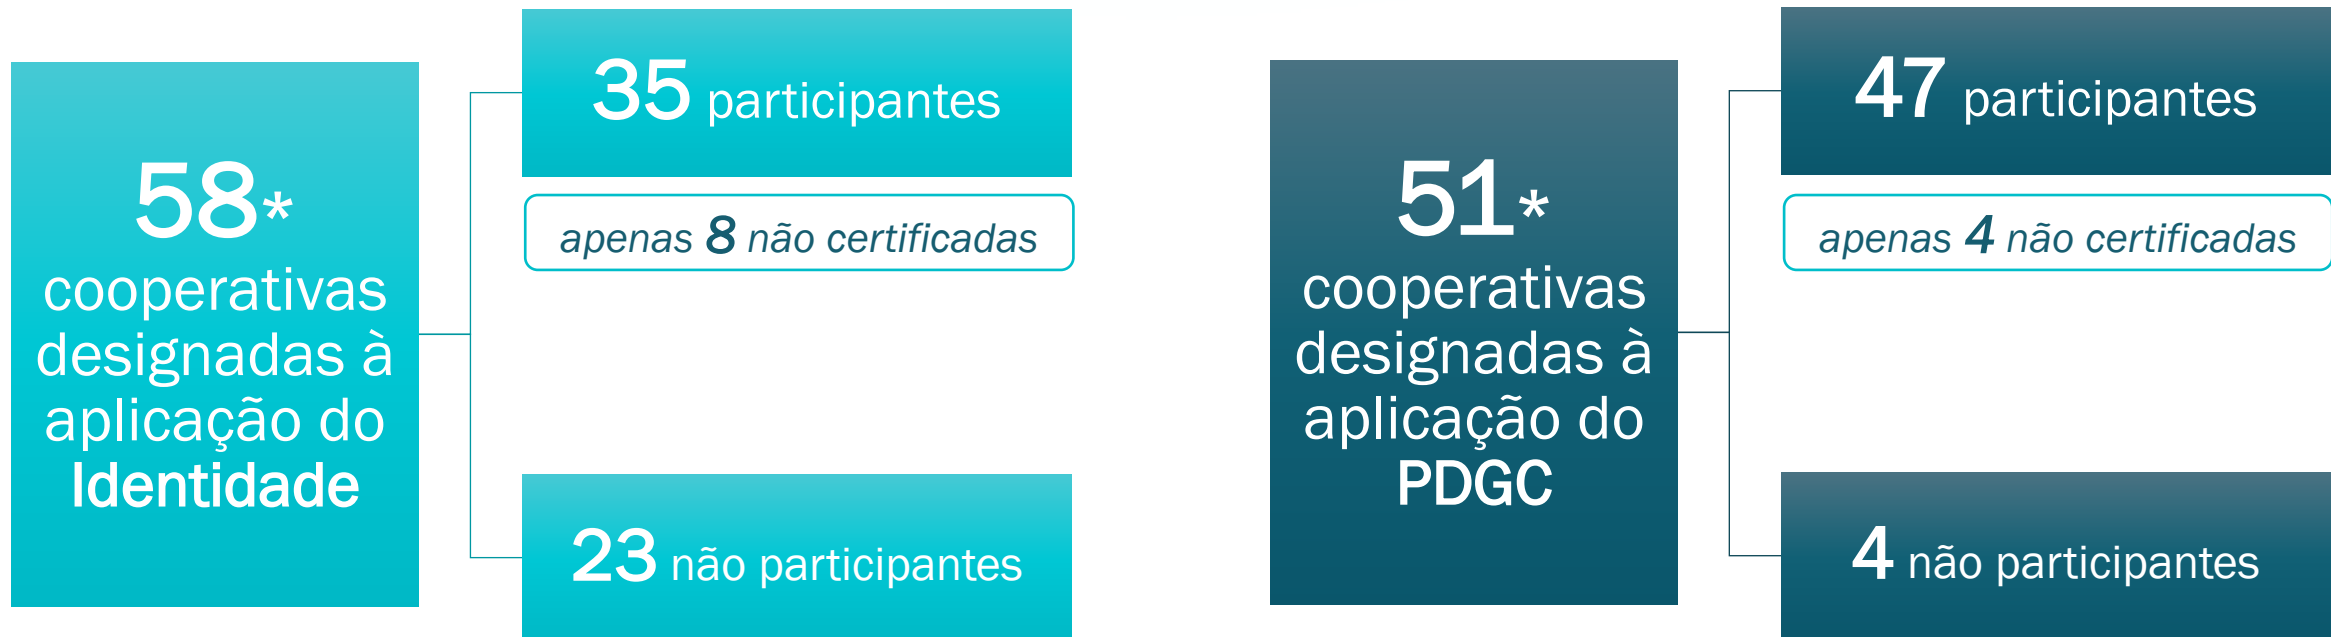 58*
cooperativas
designadas à
aplicação do
Identidade
35 participantes
apenas 8 não certificadas
23 não participantes
51*
cooperativas
designadas à
aplicação do
PDGC
47 participantes
apenas 4 não certificadas
4 não participantes